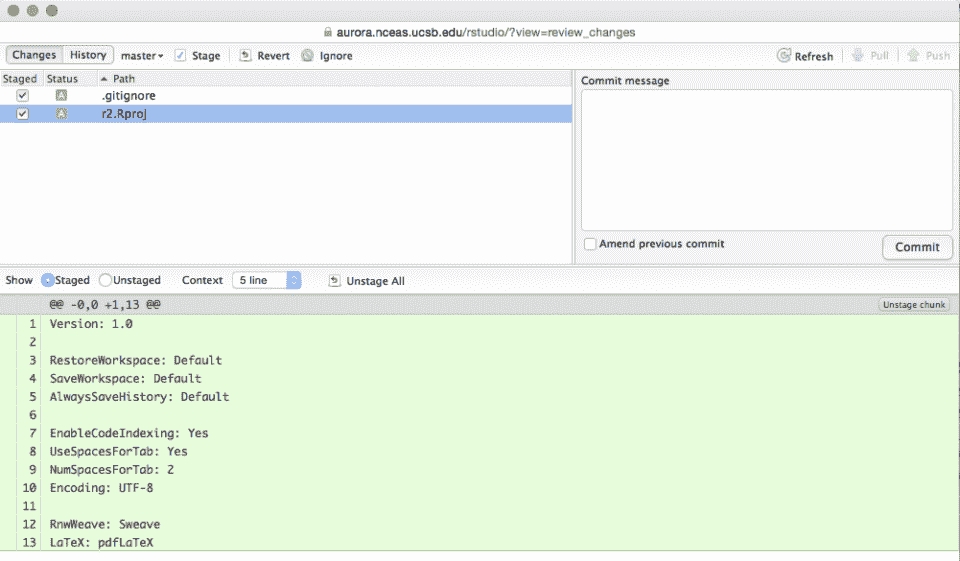 aurora.nceas.ucsb.edu/rstudio/?view=review_changes
Changes History master Stage Revert Ignore Refresh Pull Push
Staged Status Path
A .gitignore
A r2.Rproj
Commit message
Amend previous commit
Commit
Show Staged Unstaged Context 5 line Unstage All
@@ -0,0 +1,13 @@ Unstage chunk
1 Version: 1.0
2
3 RestoreWorkspace: Default
4 SaveWorkspace: Default
5 AlwaysSaveHistory: Default
6
7 EnableCodeIndexing: Yes
8 UseSpacesForTab: Yes
9 NumSpacesForTab: 2
10 Encoding: UTF-8
11
12 RnwWeave: Sweave
13 LaTeX: pdfLaTeX